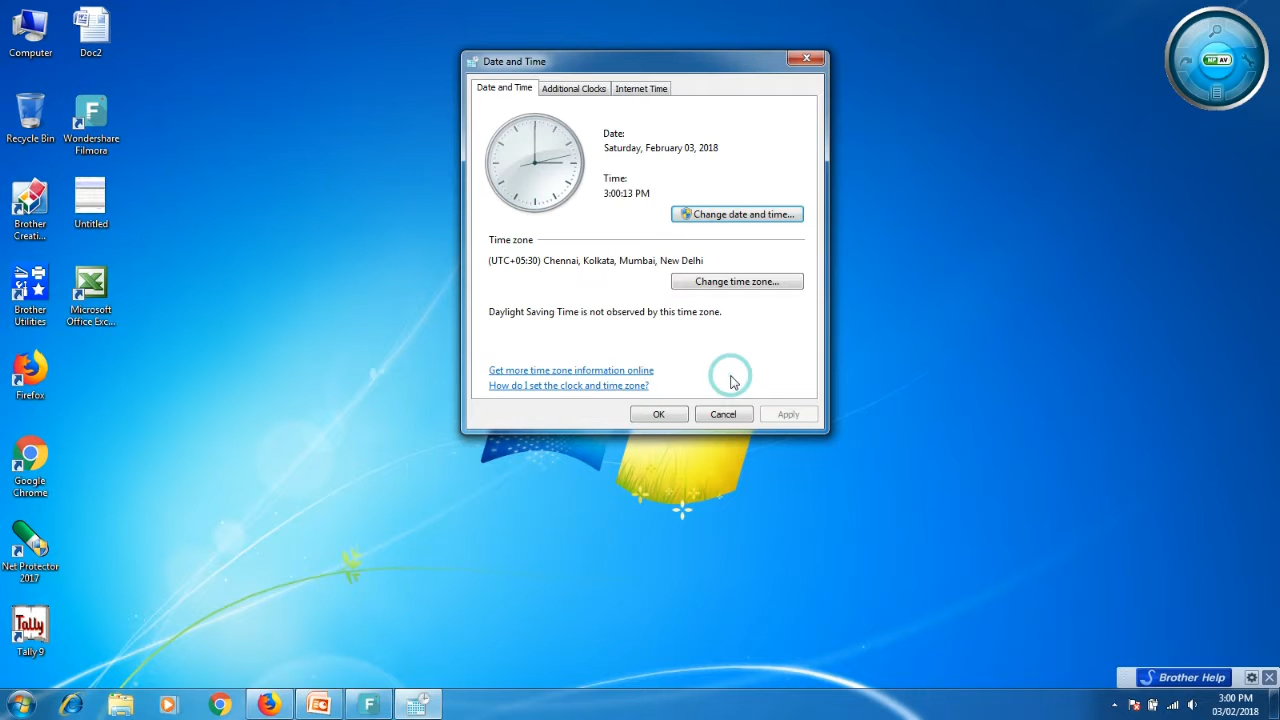 Computer
Doc2
Recycle Bin
Wondershare
Filmora
Brother
Creati...
Untitled
Brother
Utilities
Microsoft
Office Exc...
Firefox
Google
Chrome
Net Protector
2017
Tally
Tally 9
Date and Time
Date and Time
Additional Clocks
Internet Time
Date:
Saturday, February 03, 2018
Time:
3:00:13 PM
Change date and time...
Time zone
(UTC+05:30) Chennai, Kolkata, Mumbai, New Delhi
Change time zone...
Daylight Saving Time is not observed by this time zone.
Get more time zone information online
How do I set the clock and time zone?
OK
Cancel
Apply
NP AV
Brother Help
3:00 PM
03/02/2018